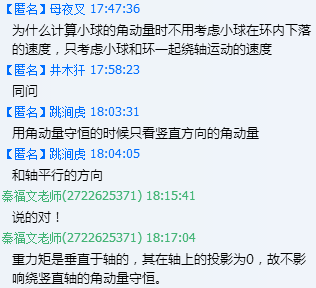 【匿名】母夜叉 17:47:36
为什么计算小球的角动量时不用考虑小球在环内下落
的速度，只考虑小球和环一起绕轴运动的速度
【匿名】井木犴 17:58:23
同问
【匿名】跳涧虎 18:03:31
用角动量守恒的时候只看竖直方向的角动量
【匿名】跳涧虎 18:04:05
和轴平行的方向
秦福文老师(2722625371) 18:15:41
说的对！
秦福文老师(2722625371) 18:17:04
重力矩是垂直于轴的，其在轴上的投影为0，故不影
响绕竖直轴的角动量守恒。